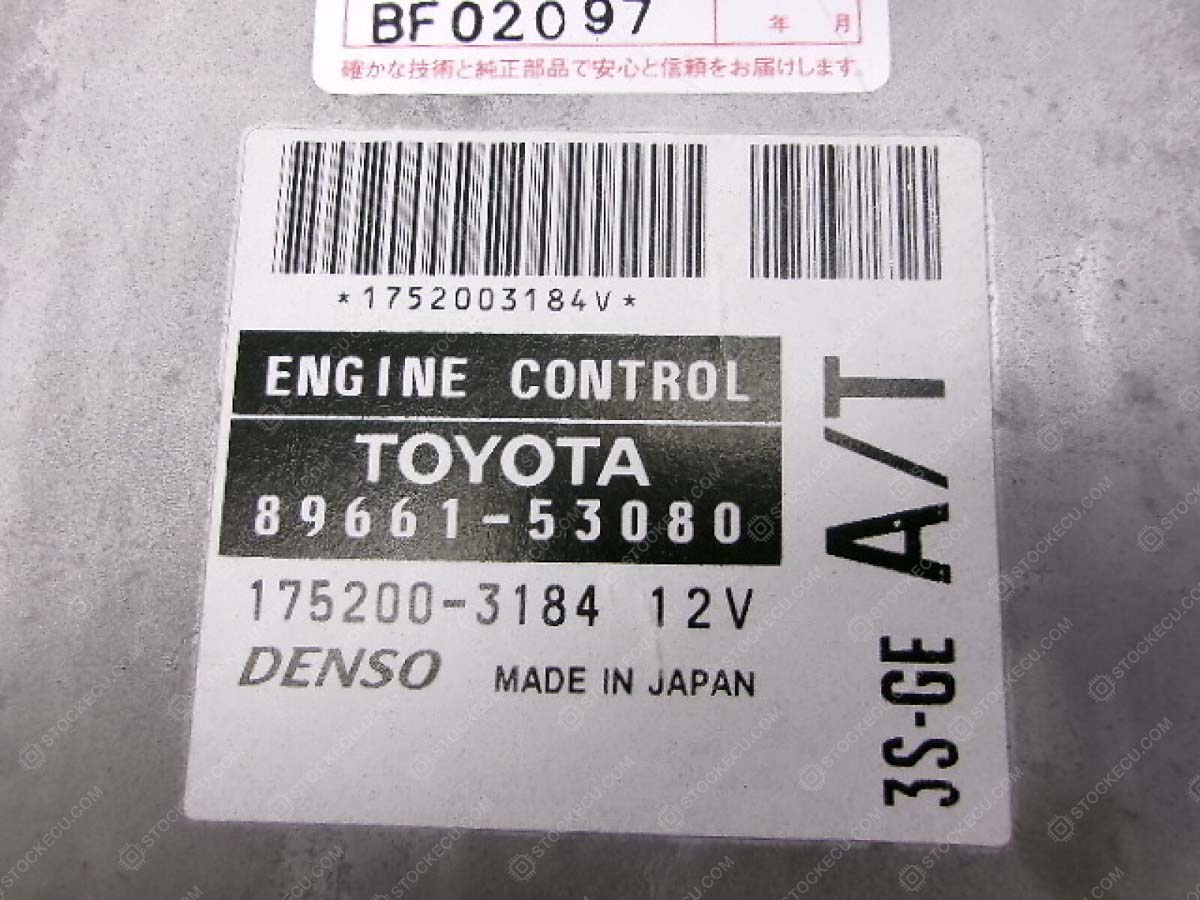 BF02097
年 月
確かな技術と純正部品で安心と信頼をお届けします。
*1752003184V*
ENGINE CONTROL
TOYOTA
89661-53080
175200-3184 12V
DENSO MADE IN JAPAN
3S-GE A/T
STOCKECU.COM